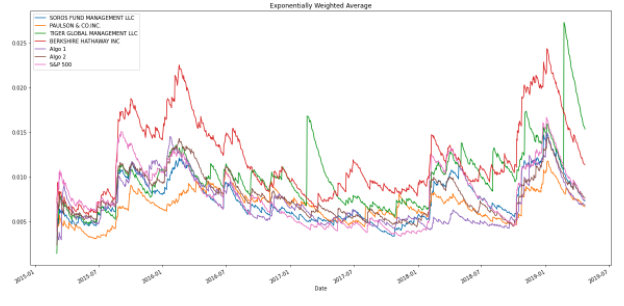 Exponentially Weighted Average
SOROS FUND MANAGEMENT LLC
PAULSON & CO.INC.
TIGER GLOBAL MANAGEMENT LLC
BERKSHIRE HATHAWAY INC
Algo 1
Algo 2
S&P 500
0.025
0.020
0.015
0.010
0.005
2015-01
2015-07
2016-01
2016-07
2017-01
2017-07
2018-01
2018-07
2019-01
2019-07
Date